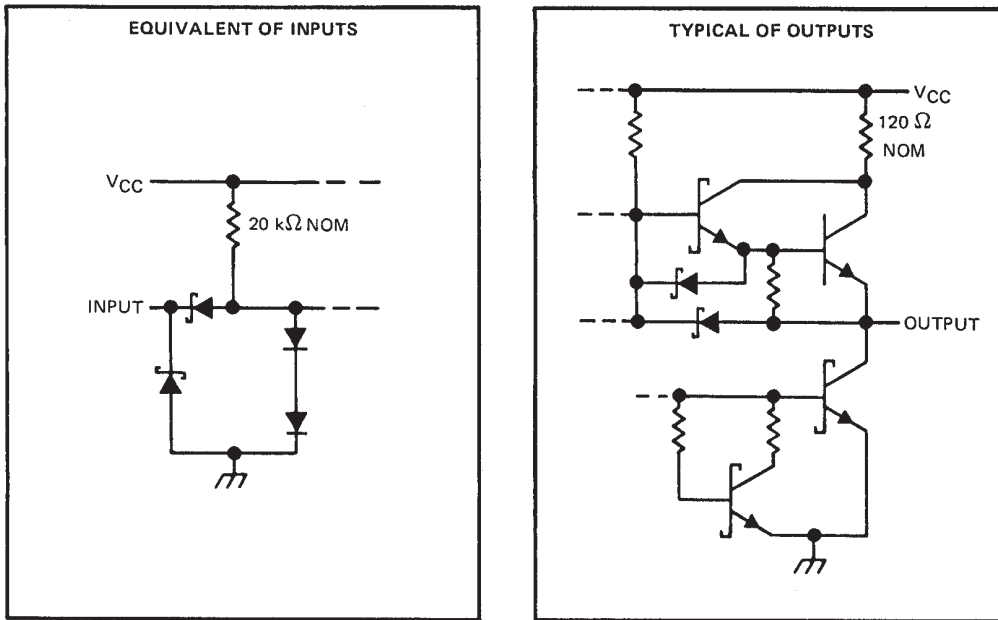 EQUIVALENT OF INPUTS
VCC
20 kΩ NOM
INPUT
TYPICAL OF OUTPUTS
VCC
120 Ω
NOM
OUTPUT